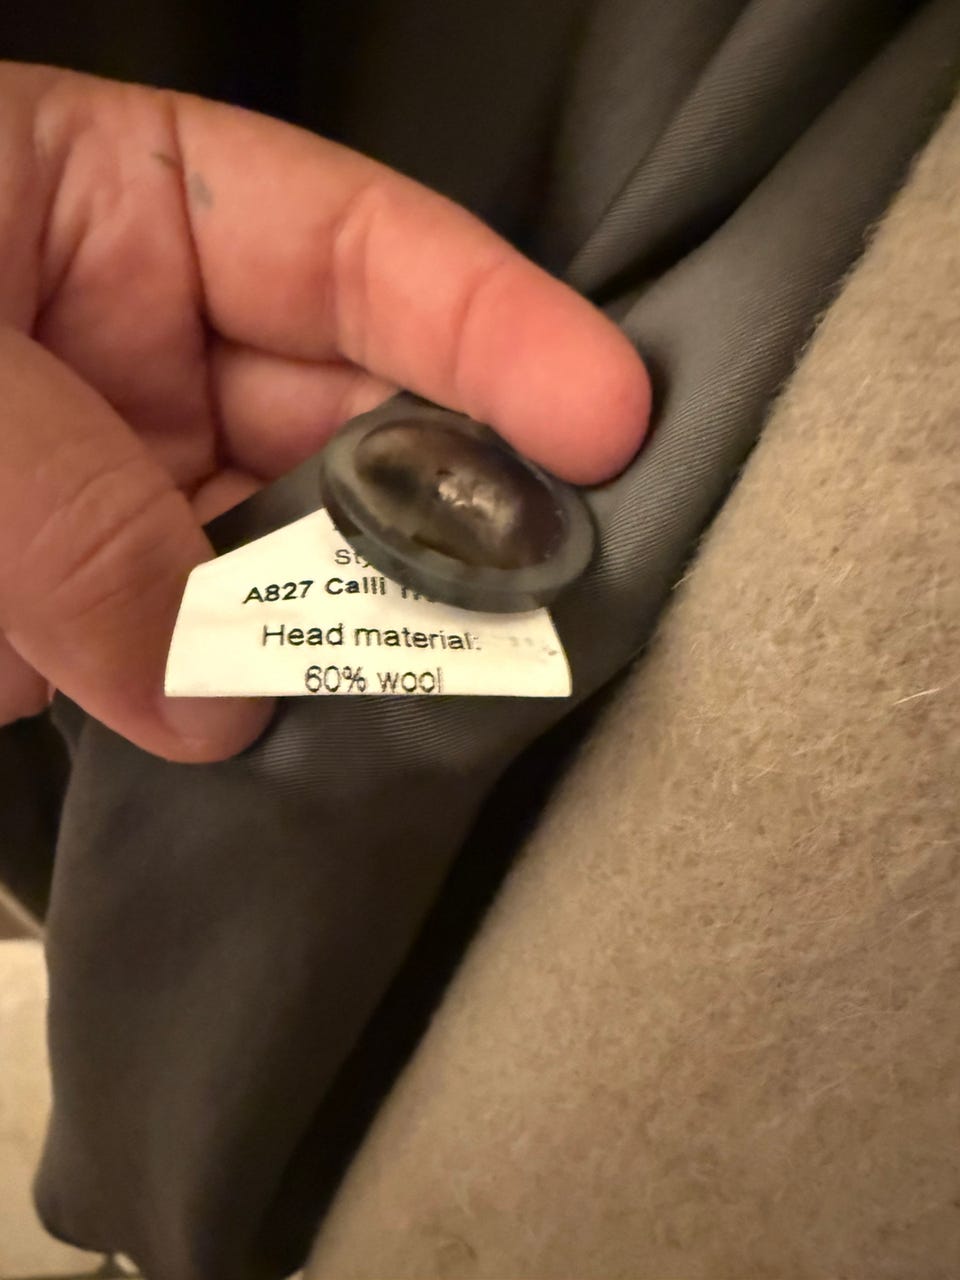 A827 Calli
Head material:
60% wool